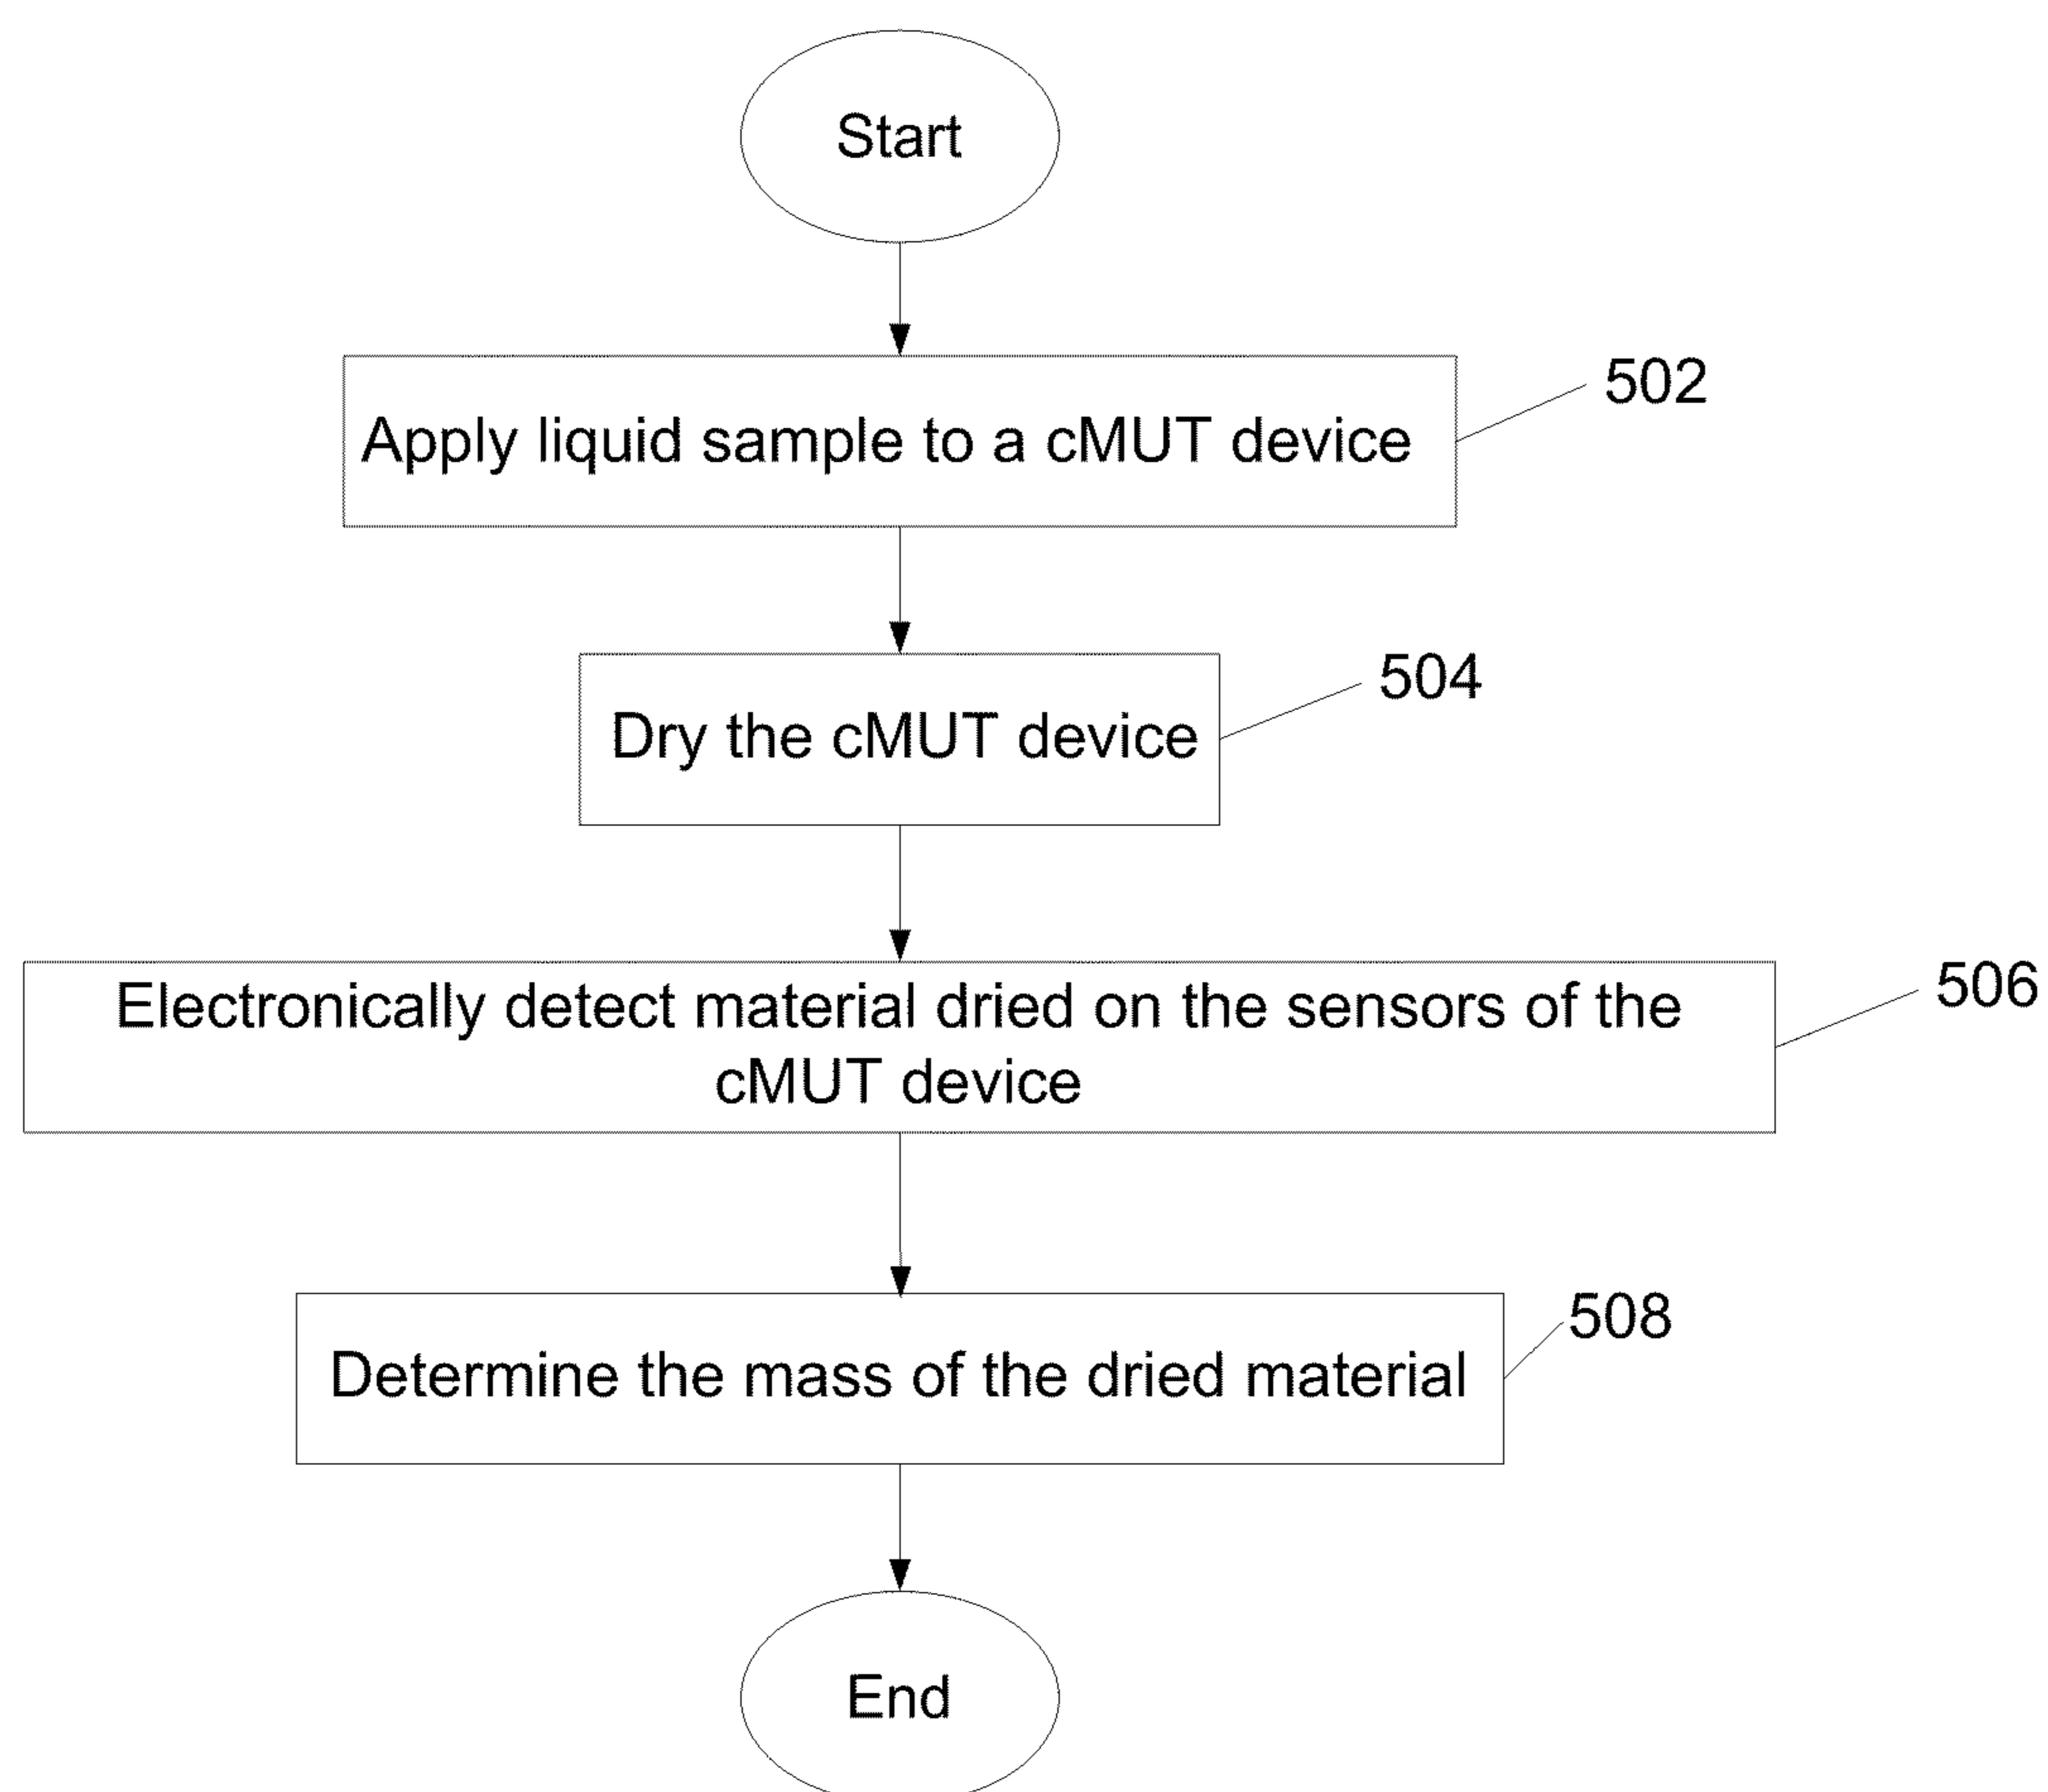 Start
Apply liquid sample to a cMUT device
502
Dry the cMUT device
504
Electronically detect material dried on the sensors of the
cMUT device
506
Determine the mass of the dried material
508
End